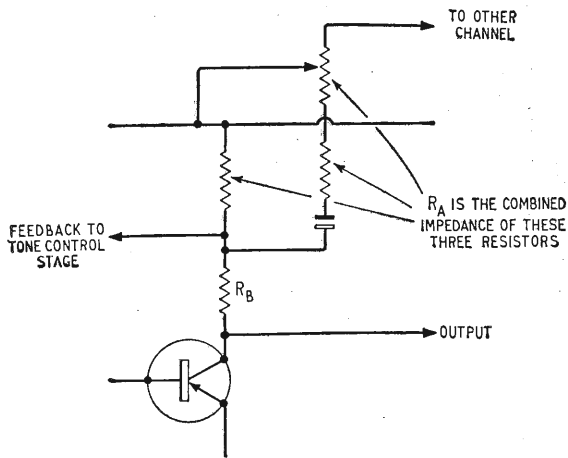 TO OTHER
CHANNEL
R_A IS THE COMBINED
IMPEDANCE OF THESE
THREE RESISTORS
FEEDBACK TO
TONE CONTROL
STAGE
R_B
OUTPUT